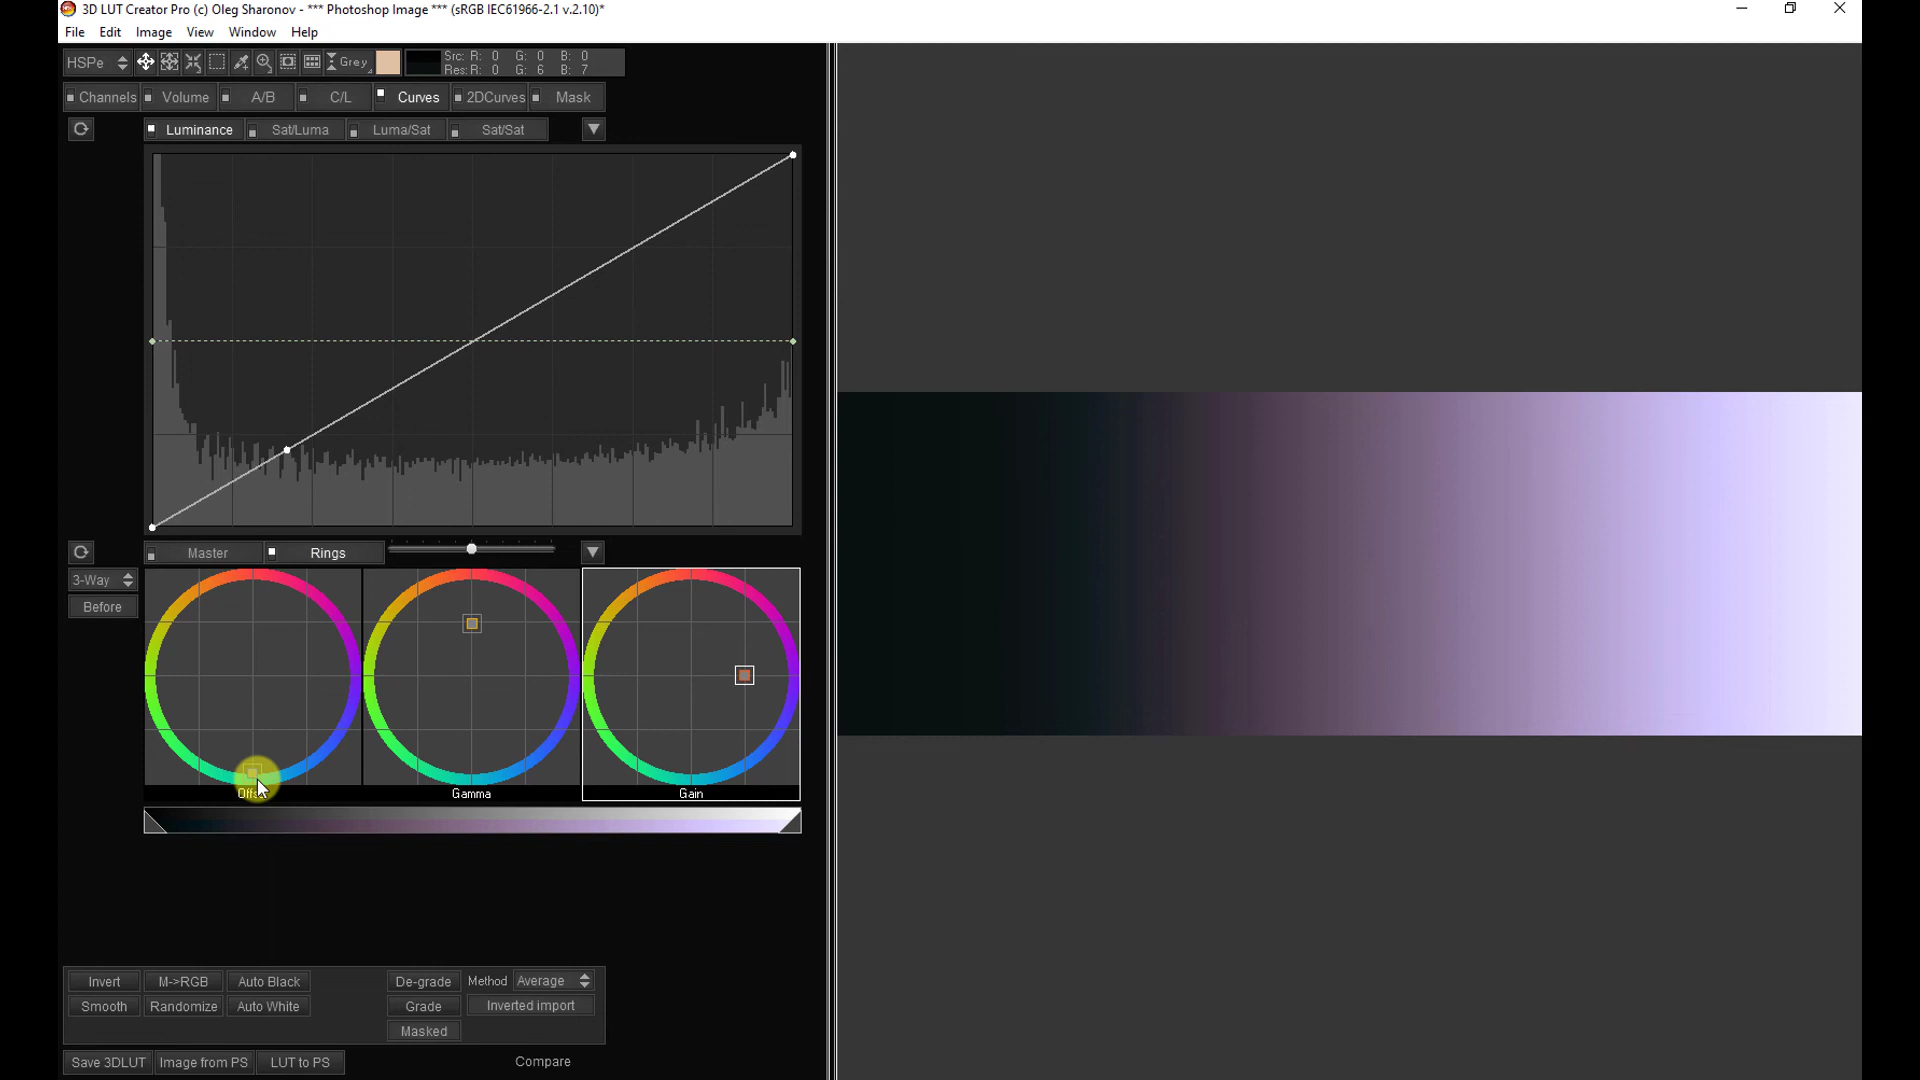 3D LUT Creator Pro (c) Oleg Sharonov - *** Photoshop Image *** (sRGB IEC61966-2.1 v.2.10)*
File Edit Image View Window Help
HSPe Grey Src: R: 0 G: 0 B: 0
Res: R: 0 G: 6 B: 7
Channels Volume A/B C/L Curves 2DCurves Mask
Luminance Sat/Luma Luma/Sat Sat/Sat
Master Rings
3-Way
Before
Gamma Gain
Invert M->RGB Auto Black De-grade Method Average
Smooth Randomize Auto White Grade Inverted import
Masked
Save 3DLUT Image from PS LUT to PS Compare